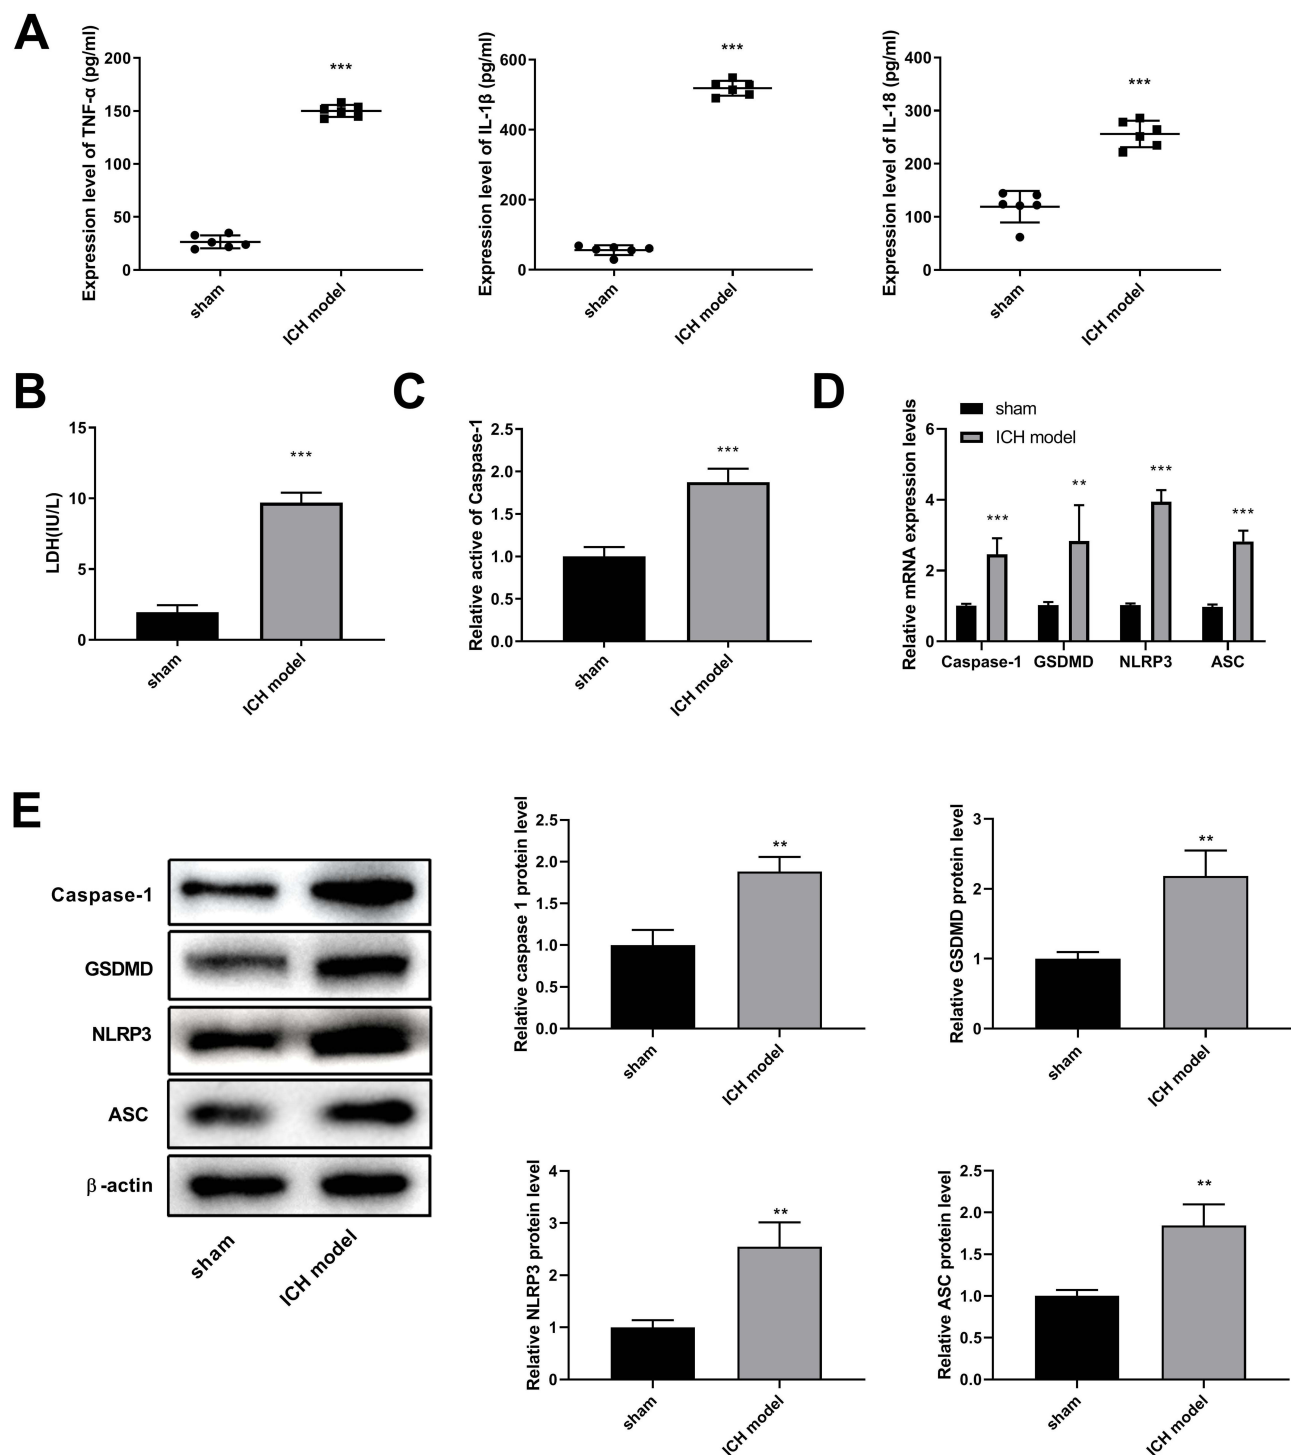 A
Expression level of TNF-α (pg/ml)
200
150
100
50
0
***
sham
ICH model
Expression level of IL-1β (pg/ml)
600
400
200
0
***
sham
ICH model
Expression level of IL-18 (pg/ml)
400
300
200
100
0
***
sham
ICH model
B
LDH(IU/L)
15
10
5
0
***
sham
ICH model
C
Relative active of Caspase-1
2.5
2.0
1.5
1.0
0.5
0.0
***
sham
ICH model
D
sham
ICH model
Relative mRNA expression levels
6
4
2
0
***
**
***
***
Caspase-1
GSDMD
NLRP3
ASC
E
Caspase-1
GSDMD
NLRP3
ASC
β-actin
sham
ICH model
Relative caspase 1 protein level
2.5
2.0
1.5
1.0
0.5
0.0
**
sham
ICH model
Relative GSDMD protein level
3
2
1
0
**
sham
ICH model
Relative NLRP3 protein level
4
3
2
1
0
**
sham
ICH model
Relative ASC protein level
2.5
2.0
1.5
1.0
0.5
0.0
**
sham
ICH model